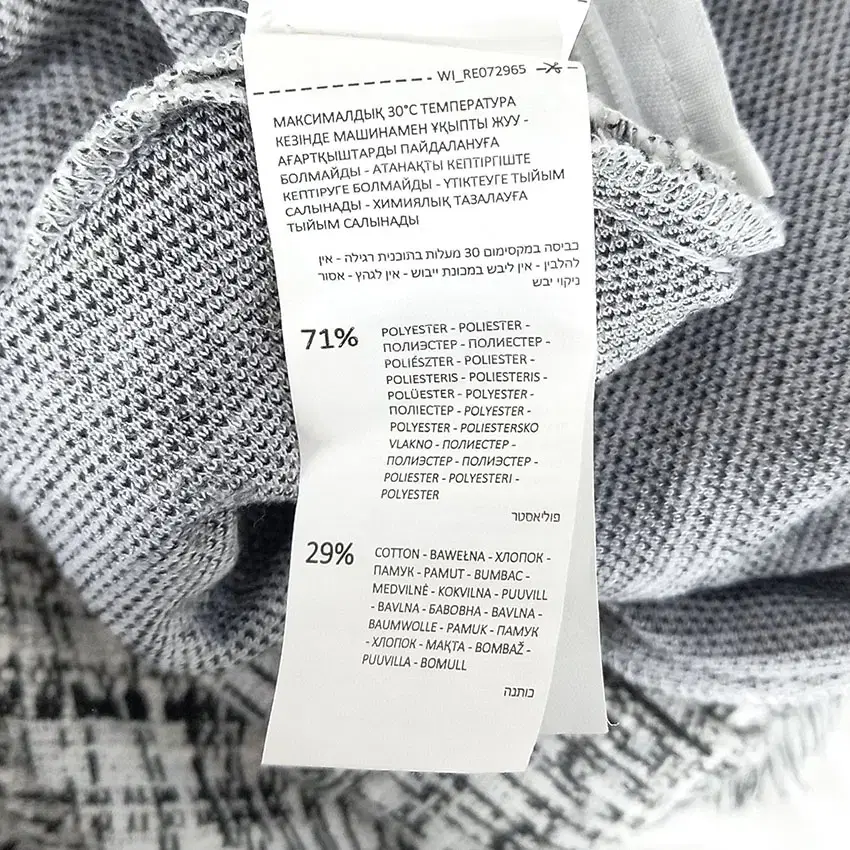 WI_RE072965
МАКСИМАЛДЫҚ 30°C ТЕМПЕРАТУРА
КЕЗІНДЕ МАШИНАМЕН ҰҚЫПТЫ ЖУУ -
АҒАРТҚЫШТАРДЫ ПАЙДАЛАНУҒА
БОЛМАЙДЫ - АТАНАҚТЫ КЕПТІРГІШТЕ
КЕПТІРУГЕ БОЛМАЙДЫ - ҮТІКТЕУГЕ ТЫЙЫМ
САЛЫНАДЫ - ХИМИЯЛЫҚ ТАЗАЛАУҒА
ТЫЙЫМ САЛЫНАДЫ
כביסה במקסימום 30 מעלות בתוכנית רגילה - אין
להלבין - אין ליבש במכונת ייבוש - אין לגהץ - אסור
ניקוי יבש
71% POLYESTER - POLIESTER -
ПОЛИЭСТЕР - ПОЛИЕСТЕР -
POLIÉSZTER - POLIESTER -
POLIESTERIS - POLIESTERIS -
POLÜESTER - POLYESTER -
ПОЛІЕСТЕР - POLYESTER -
POLYESTER - POLIESTERSKO
VLAKNO - ПОЛИЕСТЕР -
ПОЛИЭСТЕР - ПОЛИЭСТЕР -
POLIESTER - POLYESTERI -
POLYESTER
פוליאסטר
29% COTTON - BAWEŁNA - ХЛОПОК -
ПАМУК - PAMUT - BUMBAC -
MEDVILNĖ - KOKVILNA - PUUVILL
- BAVLNA - БАВОВНА - BAVLNA -
BAUMWOLLE - PAMUK - ПАМУК
- ХЛОПОК - МАҚТА - BOMBAŽ -
PUUVILLA - BOMULL
כותנה